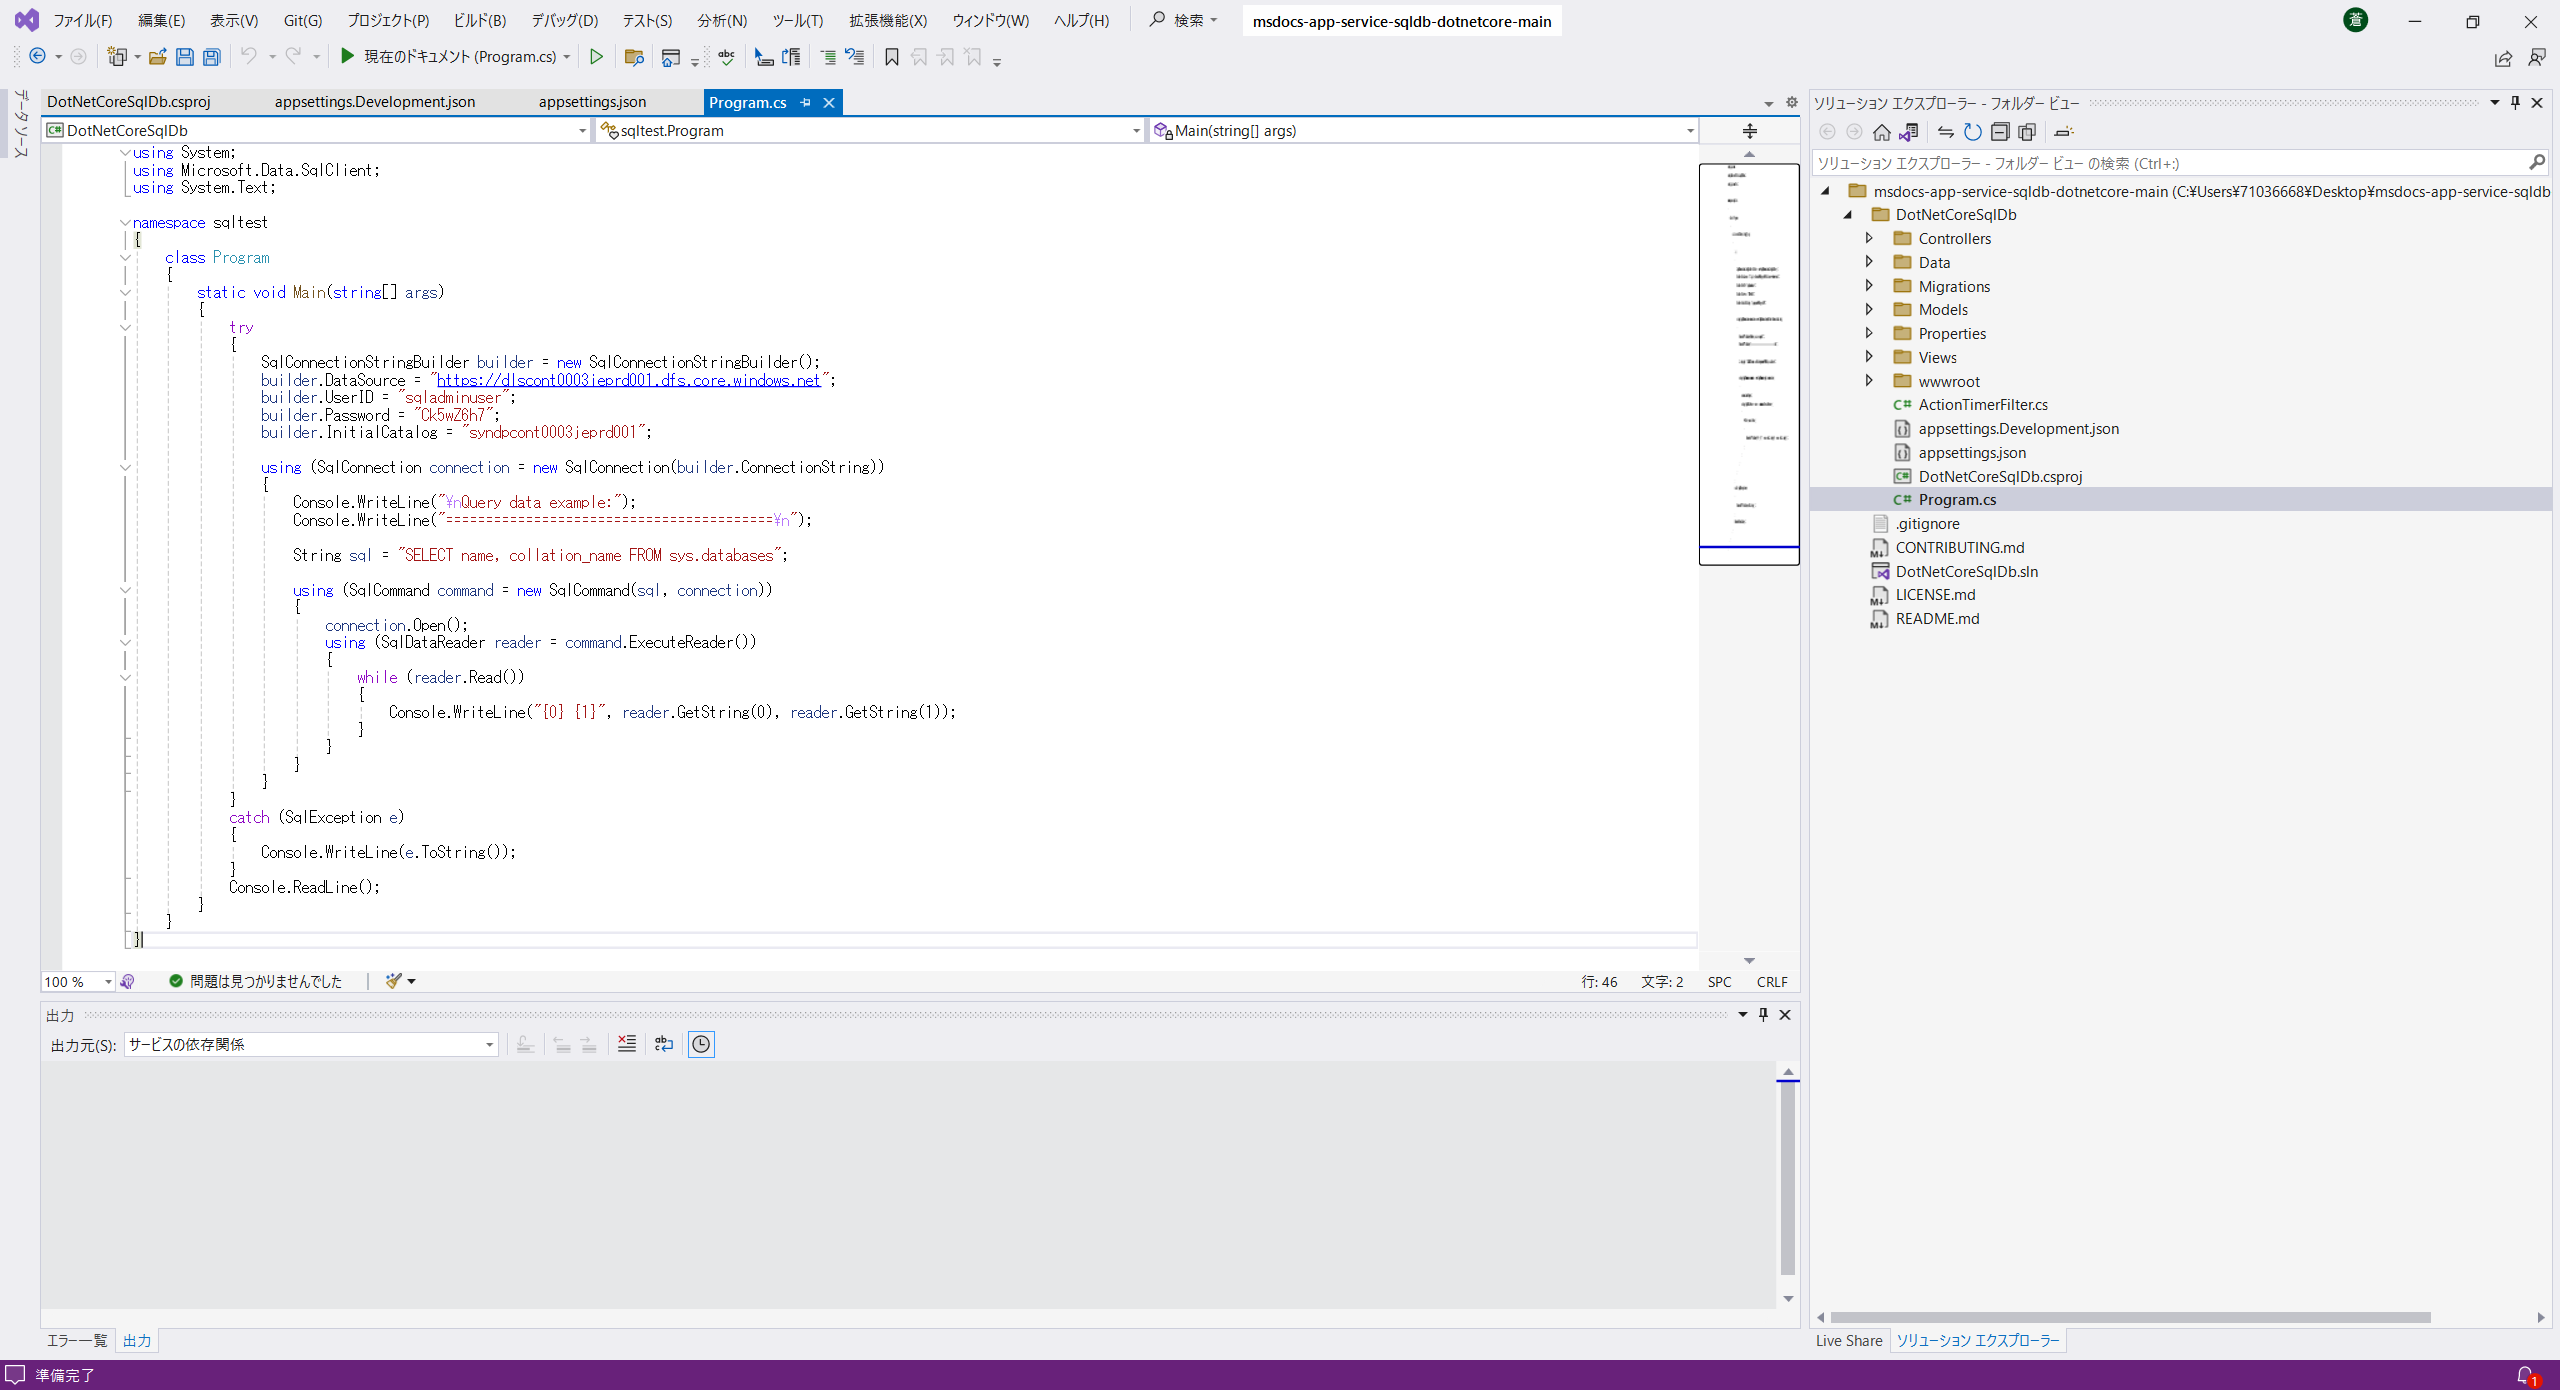 ファイル(F) 編集(E) 表示(V) Git(G) プロジェクト(P) ビルド(B) デバッグ(D) テスト(S) 分析(N) ツール(T) 拡張機能(X) ウィンドウ(W) ヘルプ(H) 検索 msdocs-app-service-sqldb-dotnetcore-main 蒼
現在のドキュメント (Program.cs)
データ ソース
DotNetCoreSqlDb.csproj appsettings.Development.json appsettings.json Program.cs
DotNetCoreSqlDb sqltest.Program Main(string[] args)
using System;
using Microsoft.Data.SqlClient;
using System.Text;
namespace sqltest
{
class Program
{
static void Main(string[] args)
{
try
{
SqlConnectionStringBuilder builder = new SqlConnectionStringBuilder();
builder.DataSource = "https://dlscont0003jeprd001.dfs.core.windows.net";
builder.UserID = "sqladminuser";
builder.Password = "Ck5wZ6h7";
builder.InitialCatalog = "syndpcont0003jeprd001";
using (SqlConnection connection = new SqlConnection(builder.ConnectionString))
{
Console.WriteLine("¥nQuery data example:");
Console.WriteLine("=========================================¥n");
String sql = "SELECT name, collation_name FROM sys.databases";
using (SqlCommand command = new SqlCommand(sql, connection))
{
connection.Open();
using (SqlDataReader reader = command.ExecuteReader())
{
while (reader.Read())
{
Console.WriteLine("{0} {1}", reader.GetString(0), reader.GetString(1));
}
}
}
}
}
catch (SqlException e)
{
Console.WriteLine(e.ToString());
}
Console.ReadLine();
}
}
}
100 % 問題は見つかりませんでした 行: 46 文字: 2 SPC CRLF
出力
出力元(S): サービスの依存関係
エラー一覧 出力
ソリューション エクスプローラー - フォルダー ビュー
ソリューション エクスプローラー - フォルダー ビュー の検索 (Ctrl+:)
msdocs-app-service-sqldb-dotnetcore-main (C:¥Users¥71036668¥Desktop¥msdocs-app-service-sqldb
DotNetCoreSqlDb
Controllers
Data
Migrations
Models
Properties
Views
wwwroot
ActionTimerFilter.cs
appsettings.Development.json
appsettings.json
DotNetCoreSqlDb.csproj
Program.cs
.gitignore
CONTRIBUTING.md
DotNetCoreSqlDb.sln
LICENSE.md
README.md
Live Share ソリューション エクスプローラー
準備完了 1